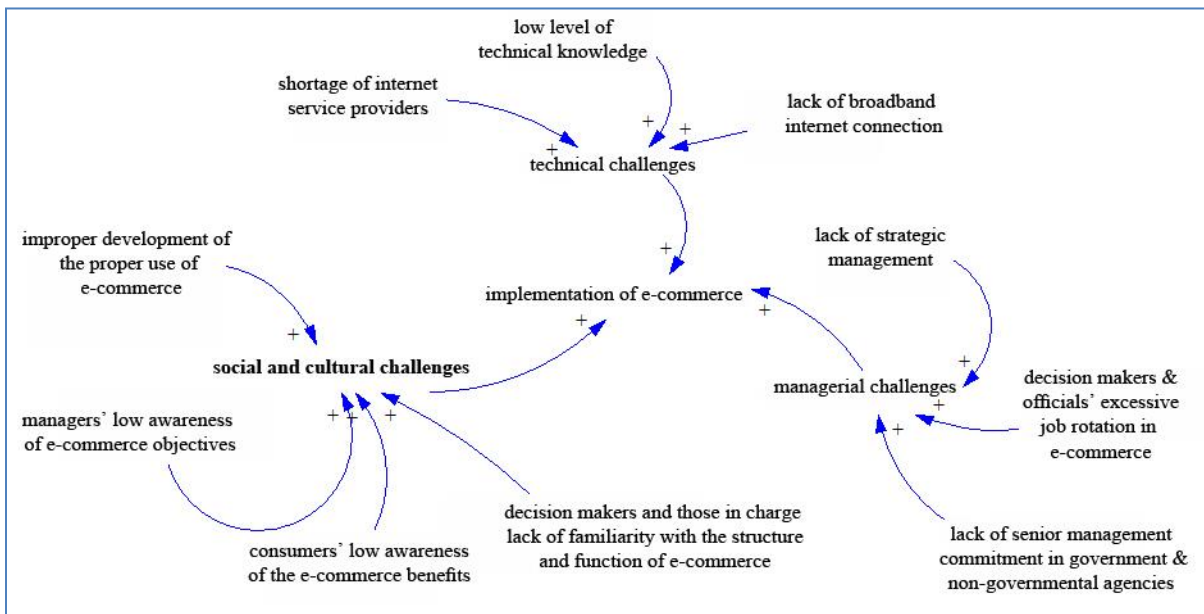 low level of
technical knowledge
shortage of internet
service providers
lack of broadband
internet connection
+
+
+
technical challenges
improper development of
the proper use of
e-commerce
lack of strategic
management
+
implementation of e-commerce
+
+
+
+
social and cultural challenges
managerial challenges
decision makers &
officials’ excessive
job rotation in
e-commerce
+
+
+
managers’ low awareness
of e-commerce objectives
+
+
+
consumers’ low awareness
of the e-commerce benefits
decision makers and those in charge
lack of familiarity with the structure
and function of e-commerce
lack of senior management
commitment in government &
non-governmental agencies